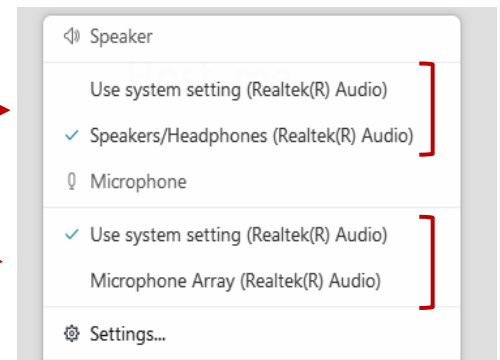 Speaker
Use system setting (Realtek(R) Audio)
Speakers/Headphones (Realtek(R) Audio)
Microphone
Use system setting (Realtek(R) Audio)
Microphone Array (Realtek(R) Audio)
Settings...